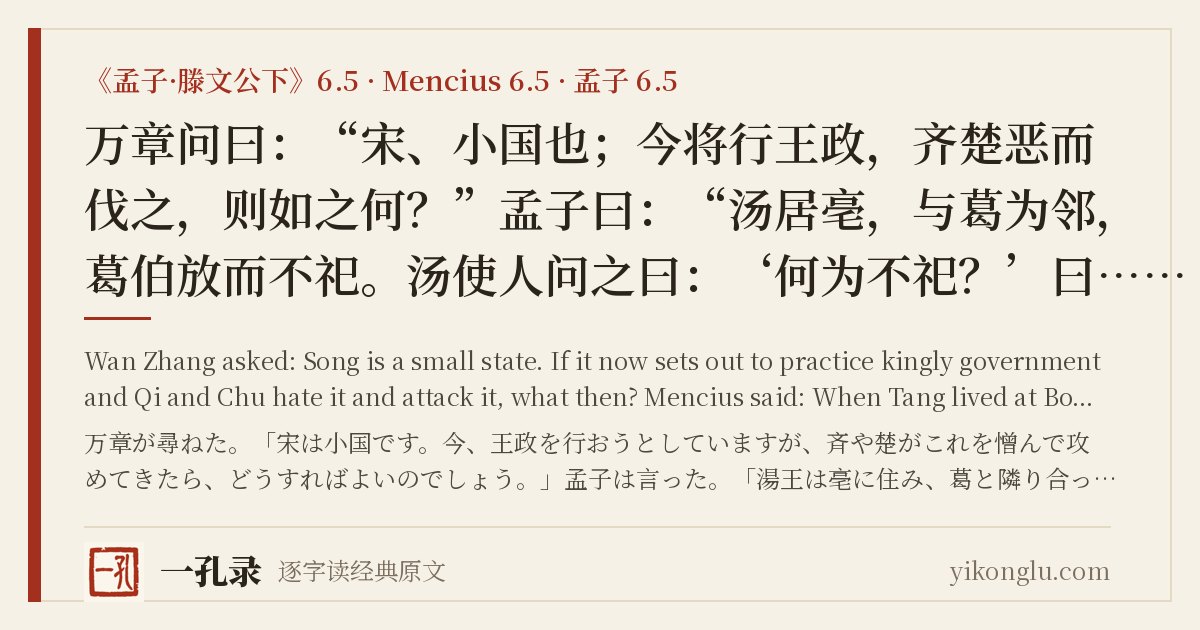 《孟子·滕文公下》6.5 · Mencius 6.5 · 孟子 6.5
万章问曰：“宋、小国也；今将行王政，齐楚恶而
伐之，则如之何？”孟子曰：“汤居亳，与葛为邻，
葛伯放而不祀。汤使人问之曰：‘何为不祀？’曰……
Wan Zhang asked: Song is a small state. If it now sets out to practice kingly government
and Qi and Chu hate it and attack it, what then? Mencius said: When Tang lived at Bo...
万章が尋ねた。「宋は小国です。今、王政を行おうとしていますが、斉や楚がこれを憎んで攻
めてきたら、どうすればよいのでしょう。」孟子は言った。「湯王は亳に住み、葛と隣り合っ…
一孔
一孔录 逐字读经典原文
yikonglu.com